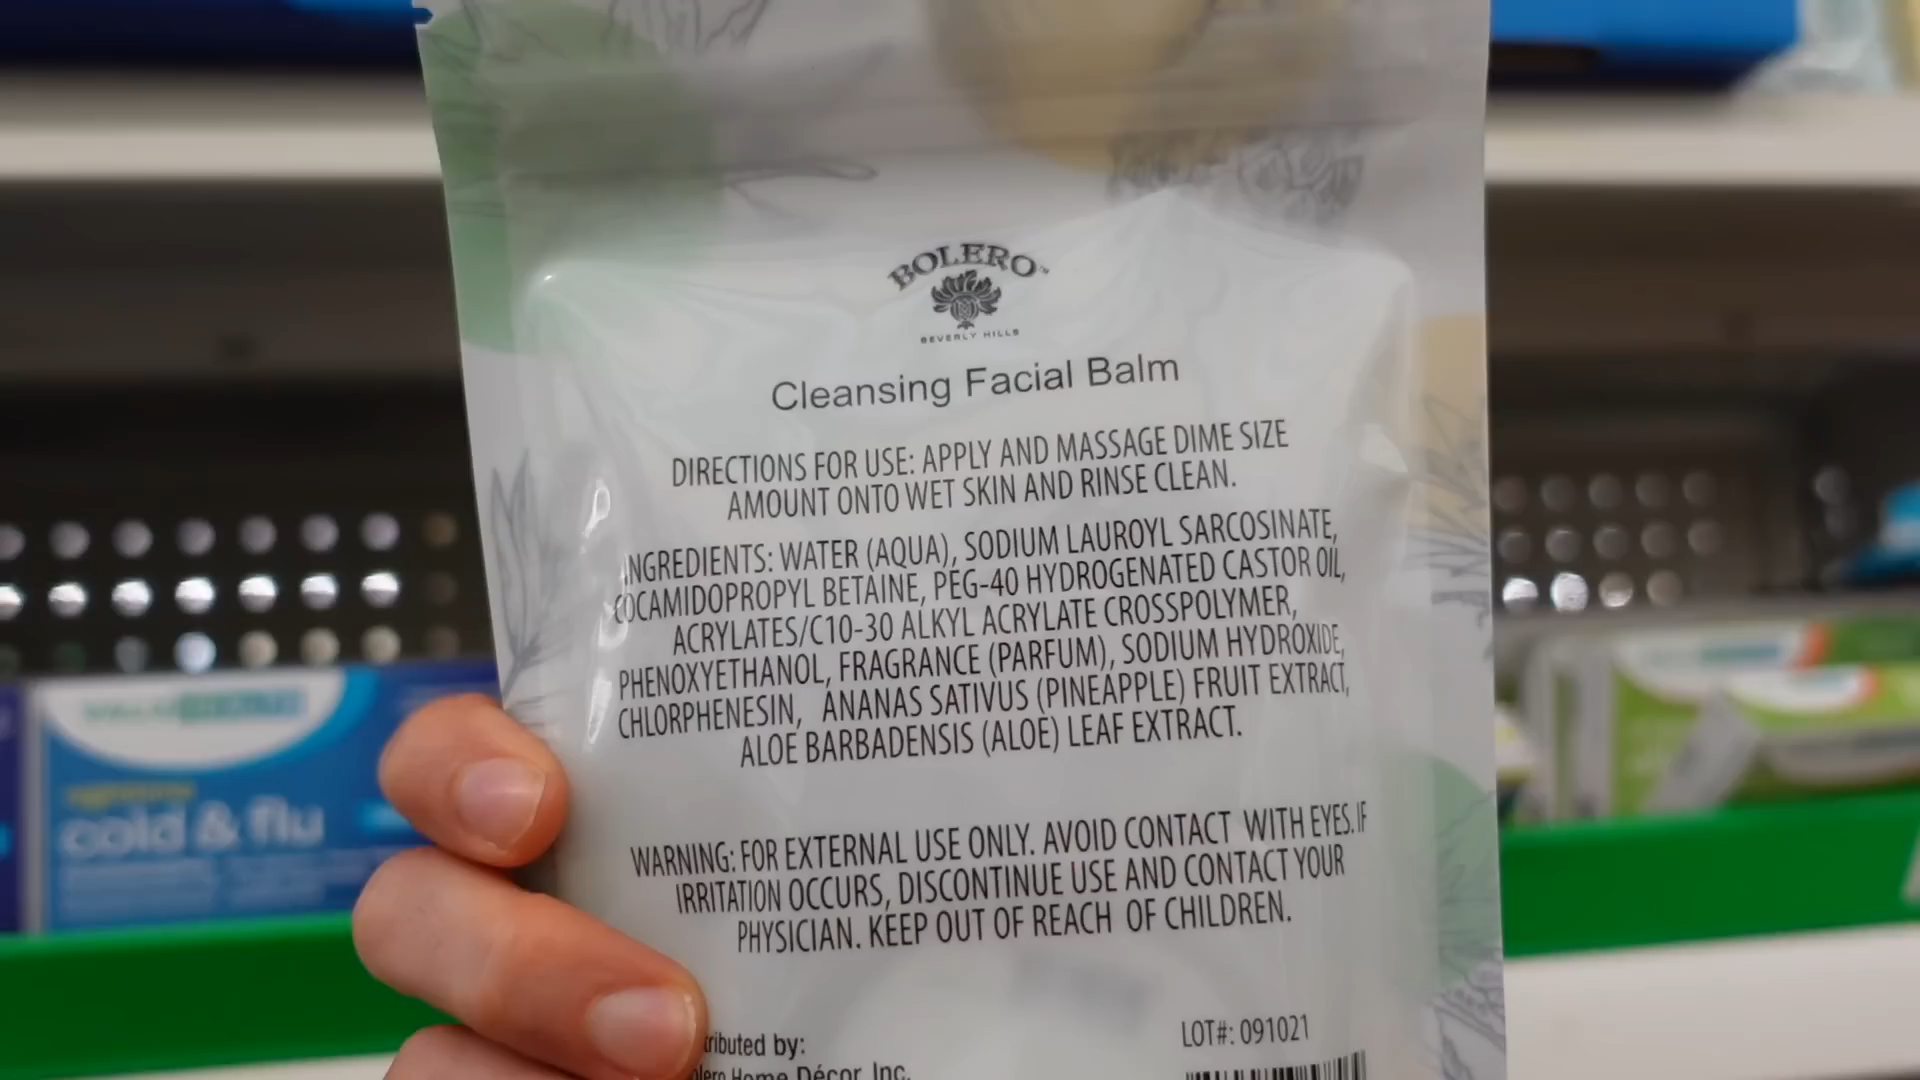 BOLERO™
BEVERLY HILLS
Cleansing Facial Balm
DIRECTIONS FOR USE: APPLY AND MASSAGE DIME SIZE
AMOUNT ONTO WET SKIN AND RINSE CLEAN.
INGREDIENTS: WATER (AQUA), SODIUM LAUROYL SARCOSINATE,
COCAMIDOPROPYL BETAINE, PEG-40 HYDROGENATED CASTOR OIL,
ACRYLATES/C10-30 ALKYL ACRYLATE CROSSPOLYMER,
PHENOXYETHANOL, FRAGRANCE (PARFUM), SODIUM HYDROXIDE,
CHLORPHENESIN, ANANAS SATIVUS (PINEAPPLE) FRUIT EXTRACT,
ALOE BARBADENSIS (ALOE) LEAF EXTRACT.
WARNING: FOR EXTERNAL USE ONLY. AVOID CONTACT WITH EYES. IF
IRRITATION OCCURS, DISCONTINUE USE AND CONTACT YOUR
PHYSICIAN. KEEP OUT OF REACH OF CHILDREN.
tributed by:
lero Home Décor, Inc.
LOT#: 091021
cold & flu